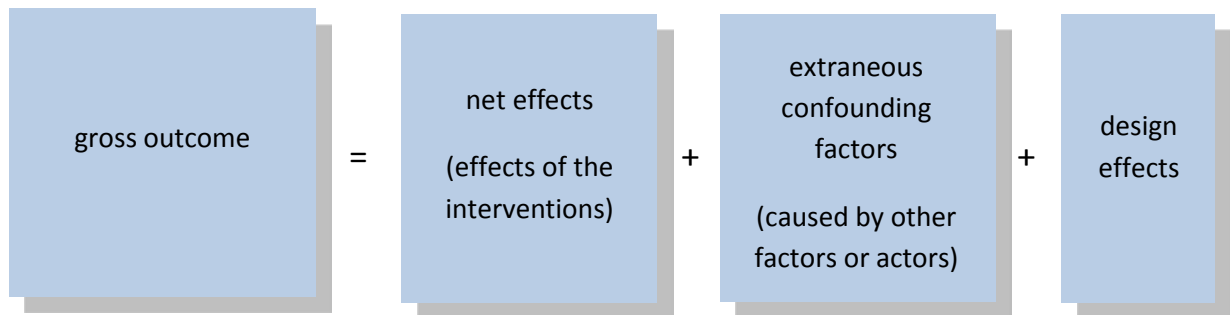 gross outcome
=
net effects
(effects of the
interventions)
+
extraneous
confounding
factors
(caused by other
factors or actors)
+
design
effects